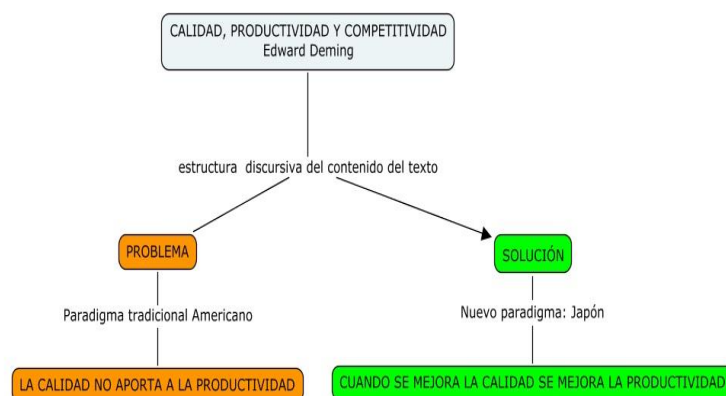 CALIDAD, PRODUCTIVIDAD Y COMPETITIVIDAD
Edward Deming
estructura discursiva del contenido del texto
PROBLEMA
SOLUCIÓN
Paradigma tradicional Americano
Nuevo paradigma: Japón
LA CALIDAD NO APORTA A LA PRODUCTIVIDAD
CUANDO SE MEJORA LA CALIDAD SE MEJORA LA PRODUCTIVIDAD